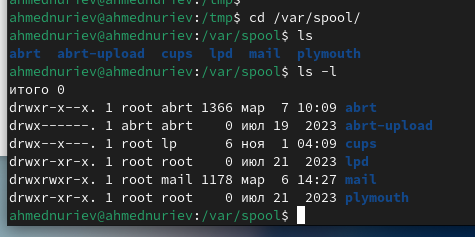 ahmednuriev@ahmednuriev:/tmp$
ahmednuriev@ahmednuriev:/tmp$ cd /var/spool/
ahmednuriev@ahmednuriev:/var/spool$ ls
abrt abrt-upload cups lpd mail plymouth
ahmednuriev@ahmednuriev:/var/spool$ ls -l
итого 0
drwxr-x--x. 1 root abrt 1366 мар 7 10:09 abrt
drwx------. 1 abrt abrt 0 июл 19 2023 abrt-upload
drwx--x---. 1 root lp 6 ноя 1 04:09 cups
drwxr-xr-x. 1 root root 0 июл 21 2023 lpd
drwxrwxr-x. 1 root mail 1178 мар 6 14:27 mail
drwxr-xr-x. 1 root root 0 июл 21 2023 plymouth
ahmednuriev@ahmednuriev:/var/spool$